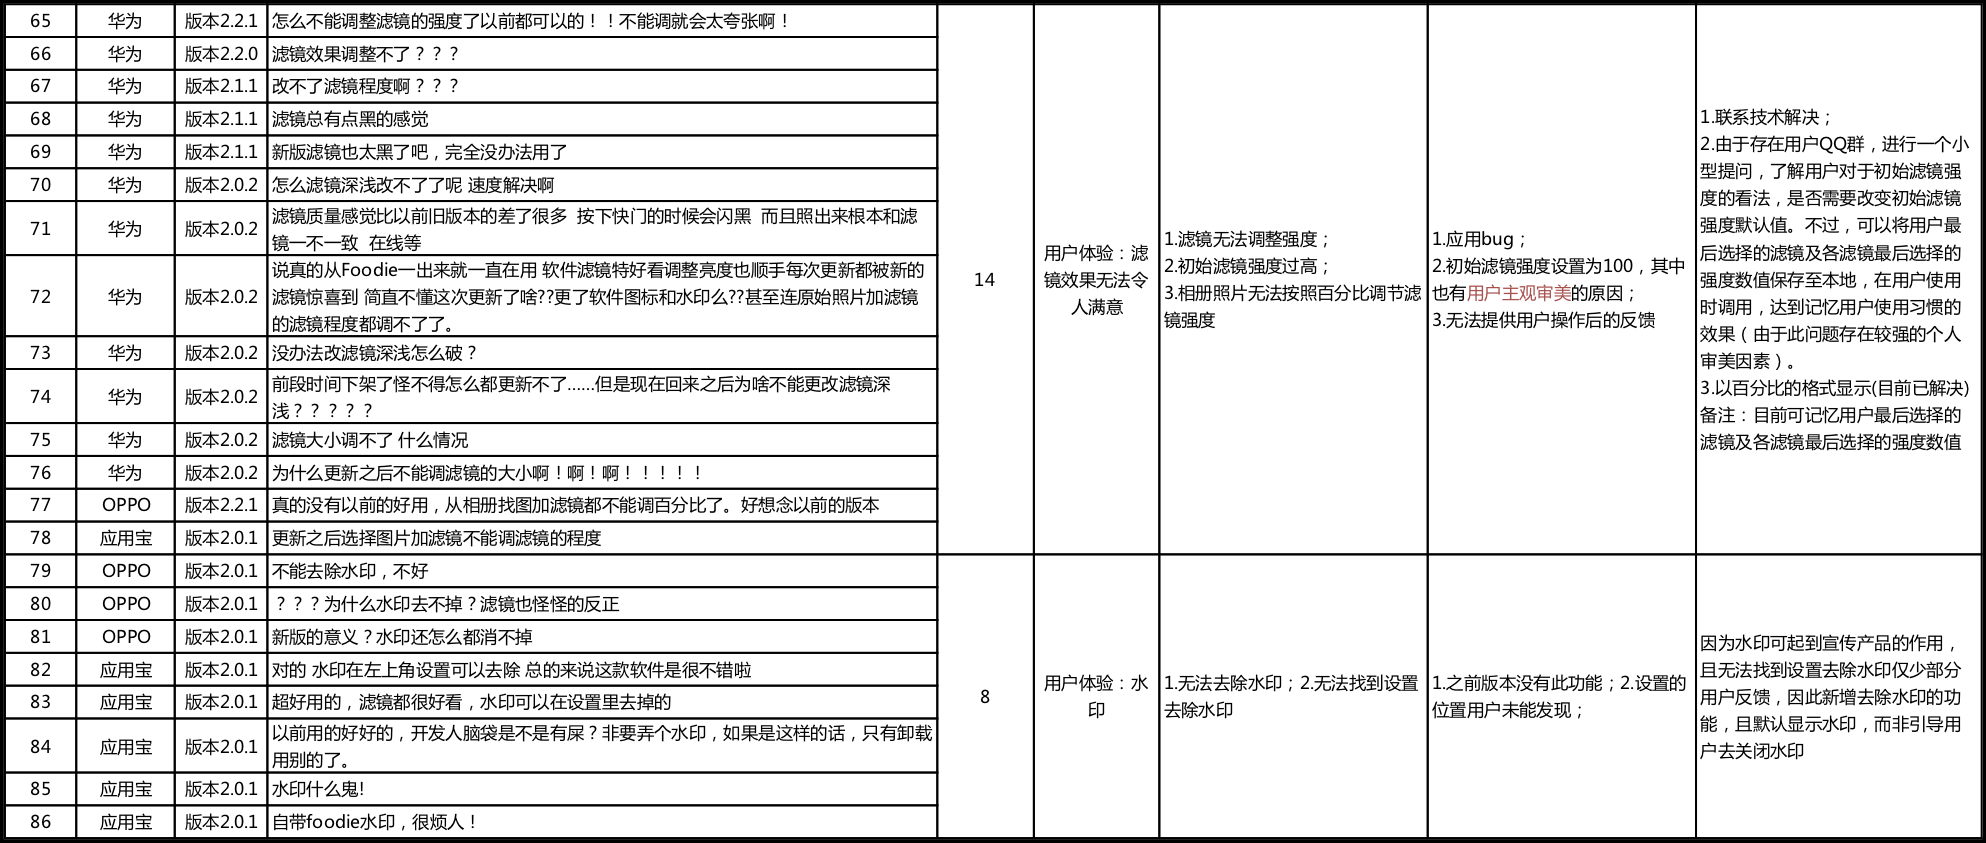 65 华为 版本2.2.1 怎么不能调整滤镜的强度了以前都可以的！！不能调就会太夸张啊！
66 华为 版本2.2.0 滤镜效果调整不了？？？
67 华为 版本2.1.1 改不了滤镜程度啊？？？
68 华为 版本2.1.1 滤镜总有点黑的感觉
69 华为 版本2.1.1 新版滤镜也太黑了吧，完全没办法用了
70 华为 版本2.0.2 怎么滤镜深浅改不了了呢 速度解决啊
71 华为 版本2.0.2 滤镜质量感觉比以前旧版本的差了很多 按下快门的时候会闪黑 而且照出来根本和滤
镜一不一致 在线等
72 华为 版本2.0.2 说真的从Foodie一出来就一直在用 软件滤镜特好看调整亮度也顺手每次更新都被新的
滤镜惊喜到 简直不懂这次更新了啥??更了软件图标和水印么??甚至连原始照片加滤镜
的滤镜程度都调不了了。
73 华为 版本2.0.2 没办法改滤镜深浅怎么破？
74 华为 版本2.0.2 前段时间下架了怪不得怎么都更新不了......但是现在回来之后为啥不能更改滤镜深
浅？？？？？
75 华为 版本2.0.2 滤镜大小调不了 什么情况
76 华为 版本2.0.2 为什么更新之后不能调滤镜的大小啊！啊！啊！！！！！
77 OPPO 版本2.2.1 真的没有以前的好用，从相册找图加滤镜都不能调百分比了。好想念以前的版本
78 应用宝 版本2.0.1 更新之后选择图片加滤镜不能调滤镜的程度
14
用户体验：滤
镜效果无法令
人满意
1.滤镜无法调整强度；
2.初始滤镜强度过高；
3.相册照片无法按照百分比调节滤
镜强度
1.应用bug；
2.初始滤镜强度设置为100，其中
也有用户主观审美的原因；
3.无法提供用户操作后的反馈
1.联系技术解决；
2.由于存在用户QQ群，进行一个小
型提问，了解用户对于初始滤镜强
度的看法，是否需要改变初始滤镜
强度默认值。不过，可以将用户最
后选择的滤镜及各滤镜最后选择的
强度数值保存至本地，在用户使用
时调用，达到记忆用户使用习惯的
效果（由于此问题存在较强的个人
审美因素）。
3.以百分比的格式显示(目前已解决)
备注：目前可记忆用户最后选择的
滤镜及各滤镜最后选择的强度数值
79 OPPO 版本2.0.1 不能去除水印，不好
80 OPPO 版本2.0.1 ？？？为什么水印去不掉？滤镜也怪怪的反正
81 OPPO 版本2.0.1 新版的意义？水印还怎么都消不掉
82 应用宝 版本2.0.1 对的 水印在左上角设置可以去除 总的来说这款软件是很不错啦
83 应用宝 版本2.0.1 超好用的，滤镜都很好看，水印可以在设置里去掉的
84 应用宝 版本2.0.1 以前用的好好的，开发人脑袋是不是有屎？非要弄个水印，如果是这样的话，只有卸载
用别的了。
85 应用宝 版本2.0.1 水印什么鬼!
86 应用宝 版本2.0.1 自带foodie水印，很烦人！
8
用户体验：水
印
1.无法去除水印；2.无法找到设置
去除水印
1.之前版本没有此功能；2.设置的
位置用户未能发现；
因为水印可起到宣传产品的作用，
且无法找到设置去除水印仅少部分
用户反馈，因此新增去除水印的功
能，且默认显示水印，而非引导用
户去关闭水印